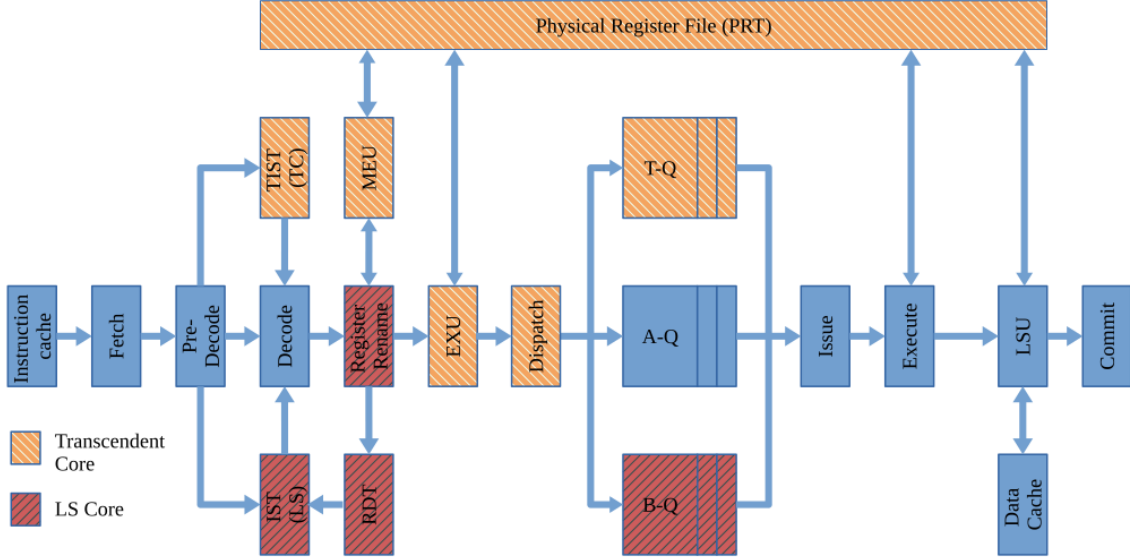 Physical Register File (PRT)
TIST
(TC)
MEU
T-Q
Instruction
cache
Fetch
Pre-
Decode
Decode
Register
Rename
EXU
Dispatch
A-Q
Issue
Execute
LSU
Commit
Transcendent
Core
LS Core
IST
(LS)
RDT
B-Q
Data
Cache